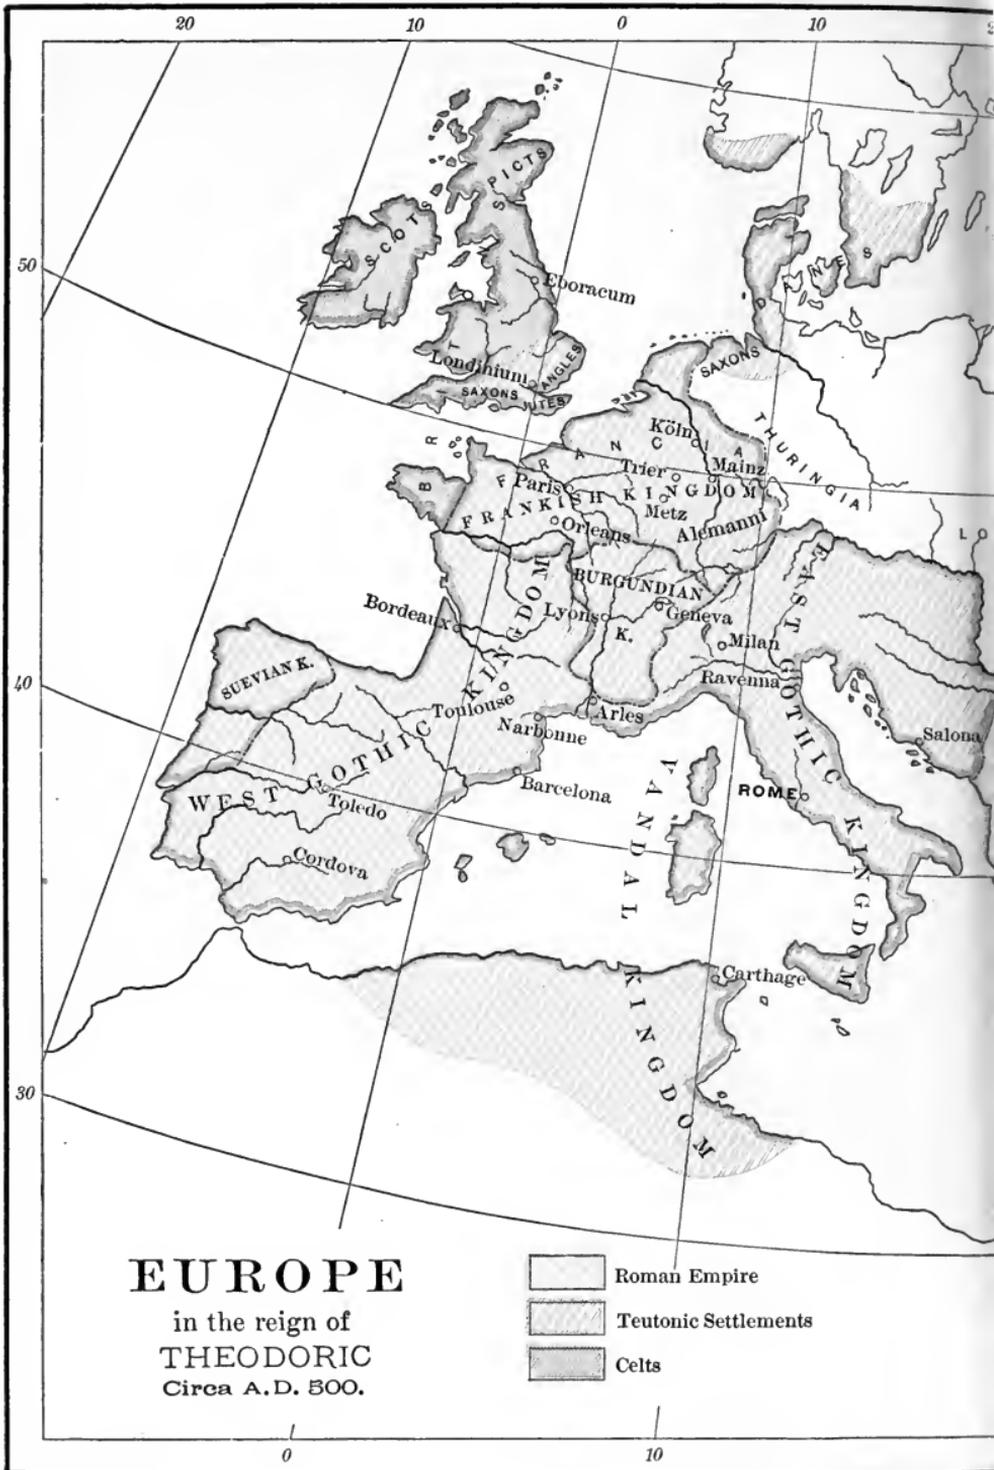 20 10 0 10 2
50
40
30
PICTS
SCOTS
Eboracum
DANES
Londinium
ANGLES
SAXONS
JUTES
SAXONS
THURINGIA
Köln
FRANCIA
Trier
Mainz
B R
Paris
FRANKISH KINGDOM
Metz
Orleans
Alemanni
LO
BURGUNDIAN
K.
Lyons
Geneva
Bordeaux
Milan
EAST GOTHIC KINGDOM
SUEVIAN K.
Ravenna
Toulouse
Arles
Narbonne
Salona
WEST GOTHIC KINGDOM
Barcelona
Toledo
ROME
Cordova
VANDAL KINGDOM
Carthage
EUROPE
in the reign of
THEODORIC
Circa A.D. 500.
Roman Empire
Teutonic Settlements
Celts
0 10